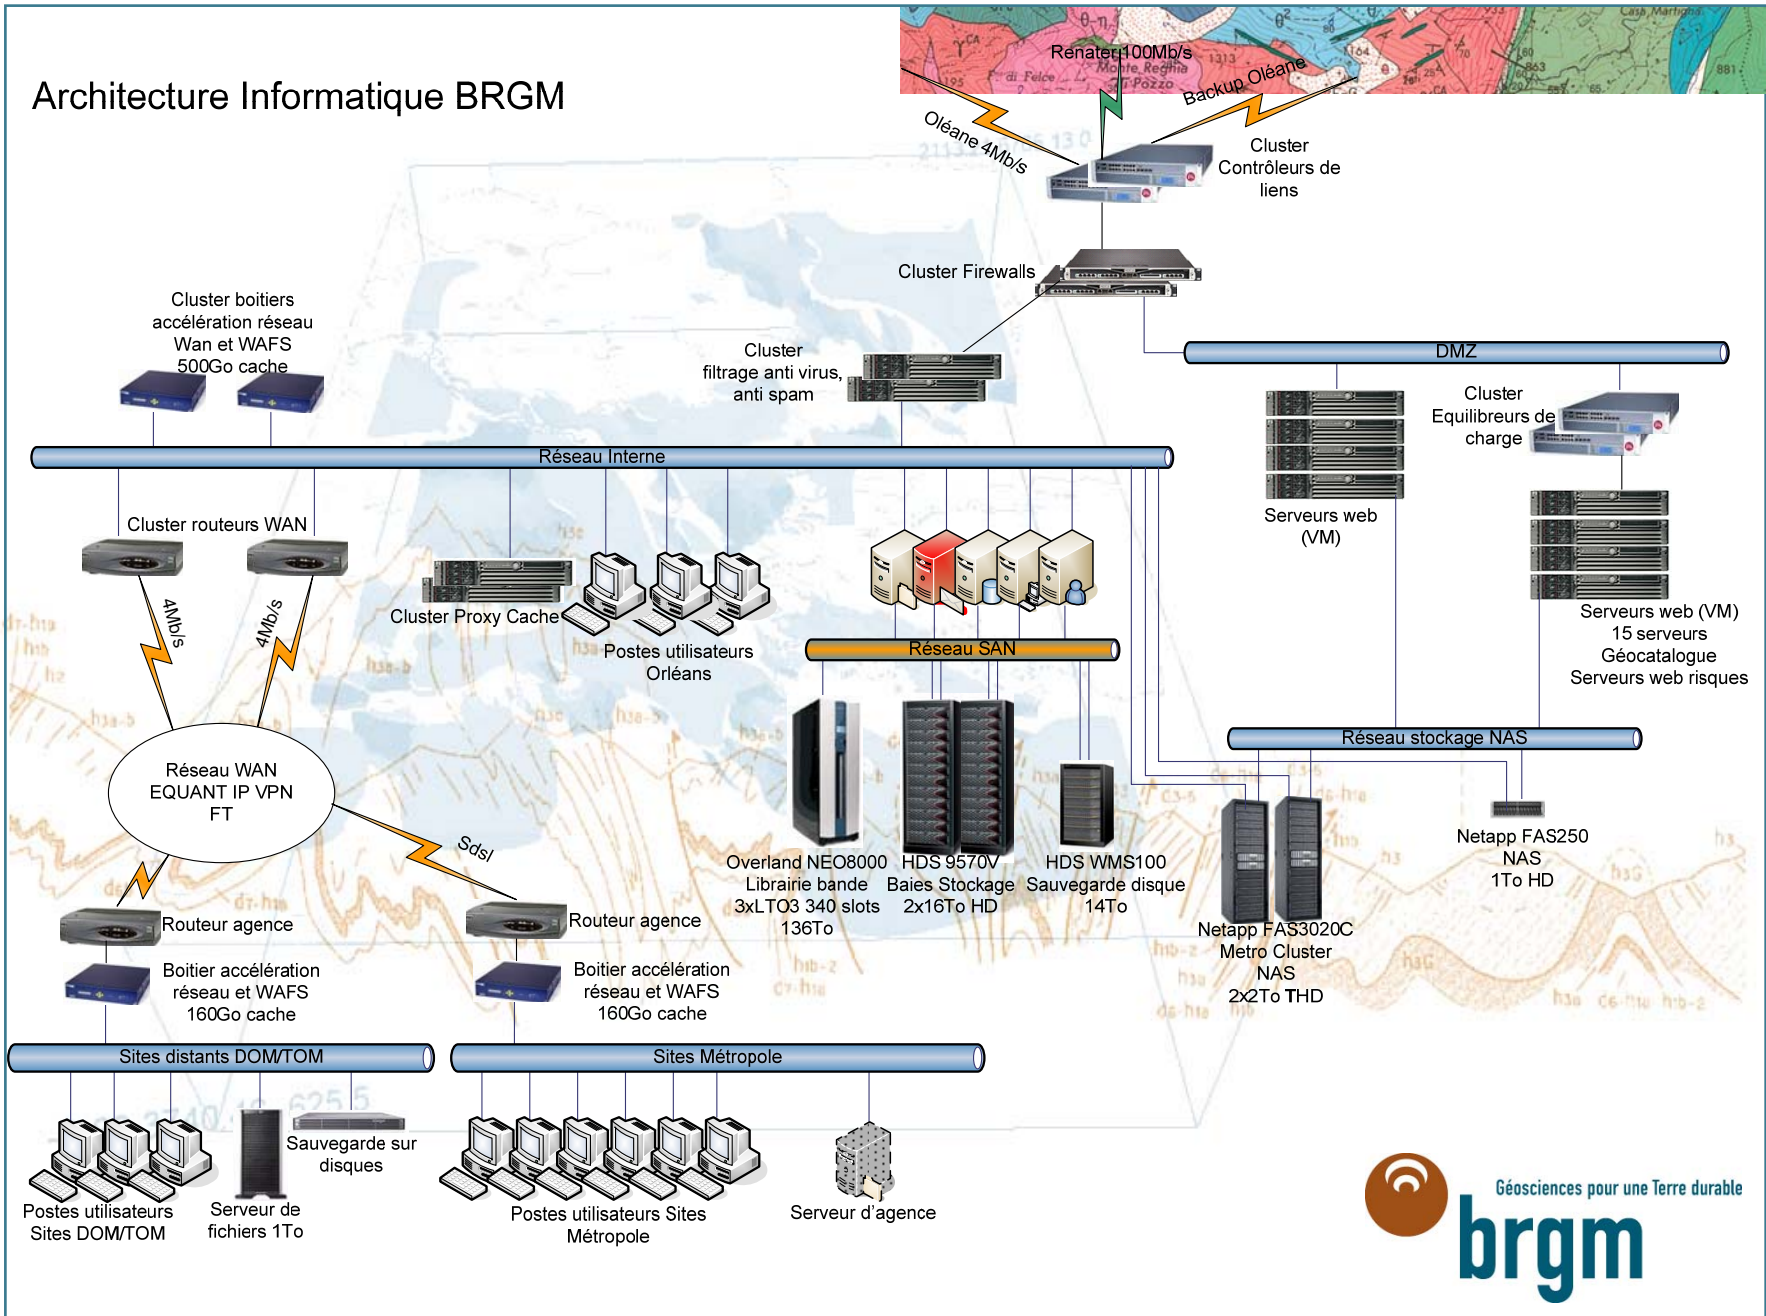 Architecture Informatique BRGM
Renater 100Mb/s
Oléane 4Mb/s
Backup Oléane
Cluster
Contrôleurs de
liens
Cluster Firewalls
Cluster boitiers
accélération réseau
Wan et WAFS
500Go cache
Cluster
filtrage anti virus,
anti spam
DMZ
Cluster
Equilibreurs de
charge
Réseau Interne
Serveurs web
(VM)
Cluster routeurs WAN
4Mb/s
4Mb/s
Cluster Proxy Cache
Postes utilisateurs
Orléans
Réseau SAN
Serveurs web (VM)
15 serveurs
Géocatalogue
Serveurs web risques
Réseau stockage NAS
Réseau WAN
EQUANT IP VPN
FT
Sdsl
Overland NEO8000
Librairie bande
3xLTO3 340 slots
136To
HDS 9570V
Baies Stockage
2x16To HD
HDS WMS100
Sauvegarde disque
14To
Netapp FAS250
NAS
1To HD
Netapp FAS3020C
Metro Cluster
NAS
2x2To THD
Routeur agence
Routeur agence
Boitier accélération
réseau et WAFS
160Go cache
Boitier accélération
réseau et WAFS
160Go cache
Sites distants DOM/TOM
Sites Métropole
Postes utilisateurs
Sites DOM/TOM
Serveur de
fichiers 1To
Sauvegarde sur
disques
Postes utilisateurs Sites
Métropole
Serveur d'agence
Géosciences pour une Terre durable
brgm